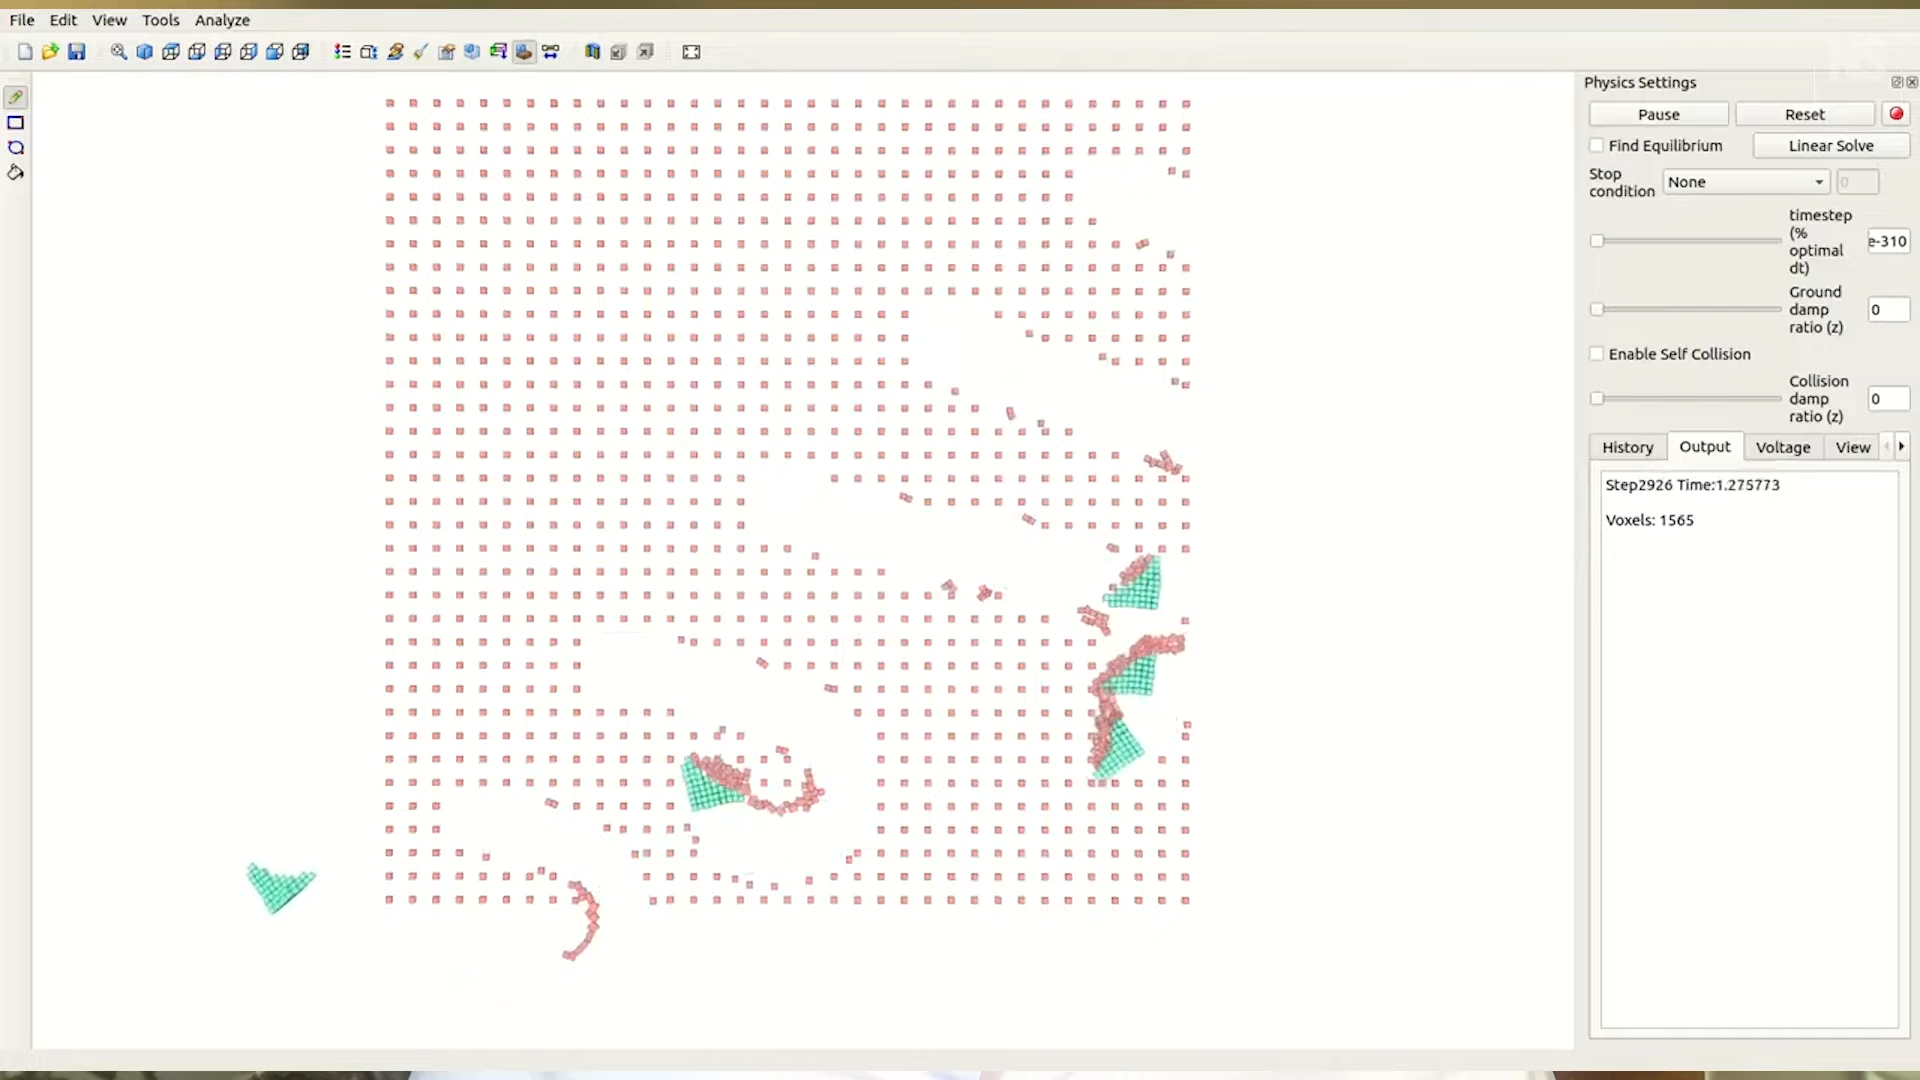 File Edit View Tools Analyze
Physics Settings
Pause Reset
Find Equilibrium Linear Solve
Stop condition None 0
timestep (% optimal dt) e-310
Ground damp ratio (z) 0
Enable Self Collision
Collision damp ratio (z) 0
History Output Voltage View
Step2926 Time:1.275773
Voxels: 1565